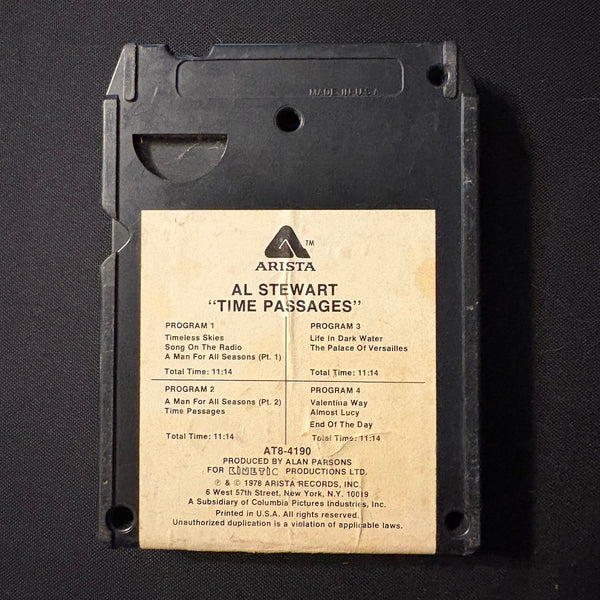 MADE IN U.S.A
TM
ARISTA
AL STEWART
"TIME PASSAGES"
PROGRAM 1
Timeless Skies
Song On The Radio
A Man For All Seasons (Pt. 1)
Total Time: 11:14
PROGRAM 3
Life In Dark Water
The Palace Of Versailles
Total Time: 11:14
PROGRAM 2
A Man For All Seasons (Pt. 2)
Time Passages
Total Time: 11:14
PROGRAM 4
Valentina Way
Almost Lucy
End Of The Day
Total Time: 11:14
AT8-4190
PRODUCED BY ALAN PARSONS
FOR KINETIC PRODUCTIONS LTD.
℗ & © 1978 ARISTA RECORDS, INC.
6 West 57th Street, New York, N.Y. 10019
A Subsidiary of Columbia Pictures Industries, Inc.
Printed in U.S.A. All rights reserved.
Unauthorized duplication is a violation of applicable laws.